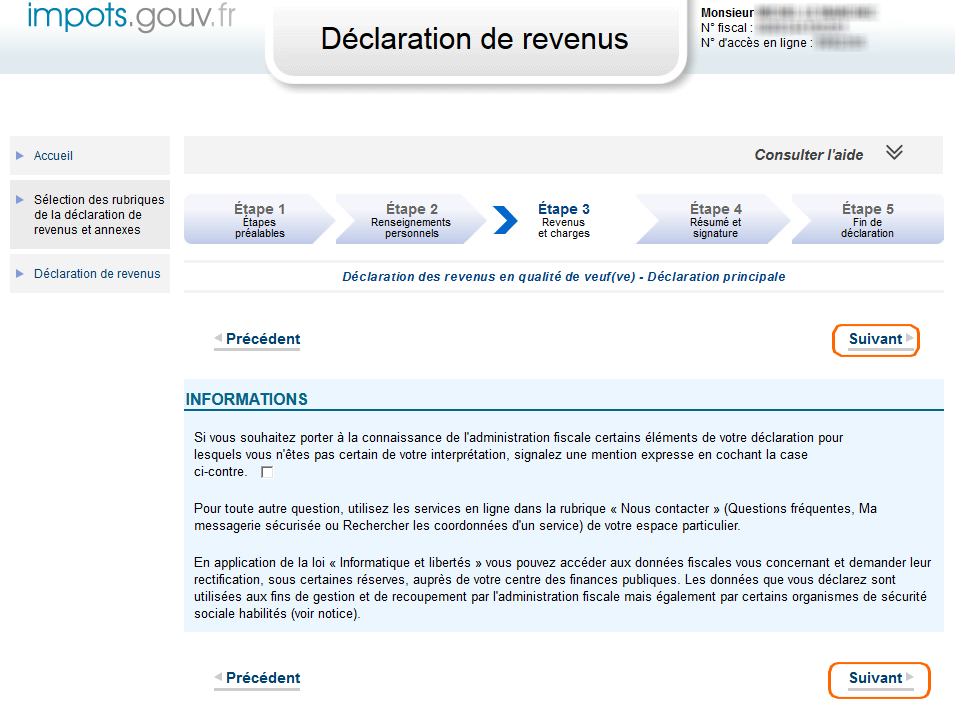 impots.gouv.fr
Déclaration de revenus
Monsieur
N° fiscal :
N° d'accès en ligne :
Accueil
Sélection des rubriques
de la déclaration de
revenus et annexes
Déclaration de revenus
Consulter l'aide
Étape 1
Étapes
préalables
Étape 2
Renseignements
personnels
Étape 3
Revenus
et charges
Étape 4
Résumé et
signature
Étape 5
Fin de
déclaration
Déclaration des revenus en qualité de veuf(ve) - Déclaration principale
Précédent
Suivant
INFORMATIONS
Si vous souhaitez porter à la connaissance de l'administration fiscale certains éléments de votre déclaration pour
lesquels vous n'êtes pas certain de votre interprétation, signalez une mention expresse en cochant la case
ci-contre.
Pour toute autre question, utilisez les services en ligne dans la rubrique « Nous contacter » (Questions fréquentes, Ma
messagerie sécurisée ou Rechercher les coordonnées d'un service) de votre espace particulier.
En application de la loi « Informatique et libertés » vous pouvez accéder aux données fiscales vous concernant et demander leur
rectification, sous certaines réserves, auprès de votre centre des finances publiques. Les données que vous déclarez sont
utilisées aux fins de gestion et de recoupement par l'administration fiscale mais également par certains organismes de sécurité
sociale habilités (voir notice).
Précédent
Suivant